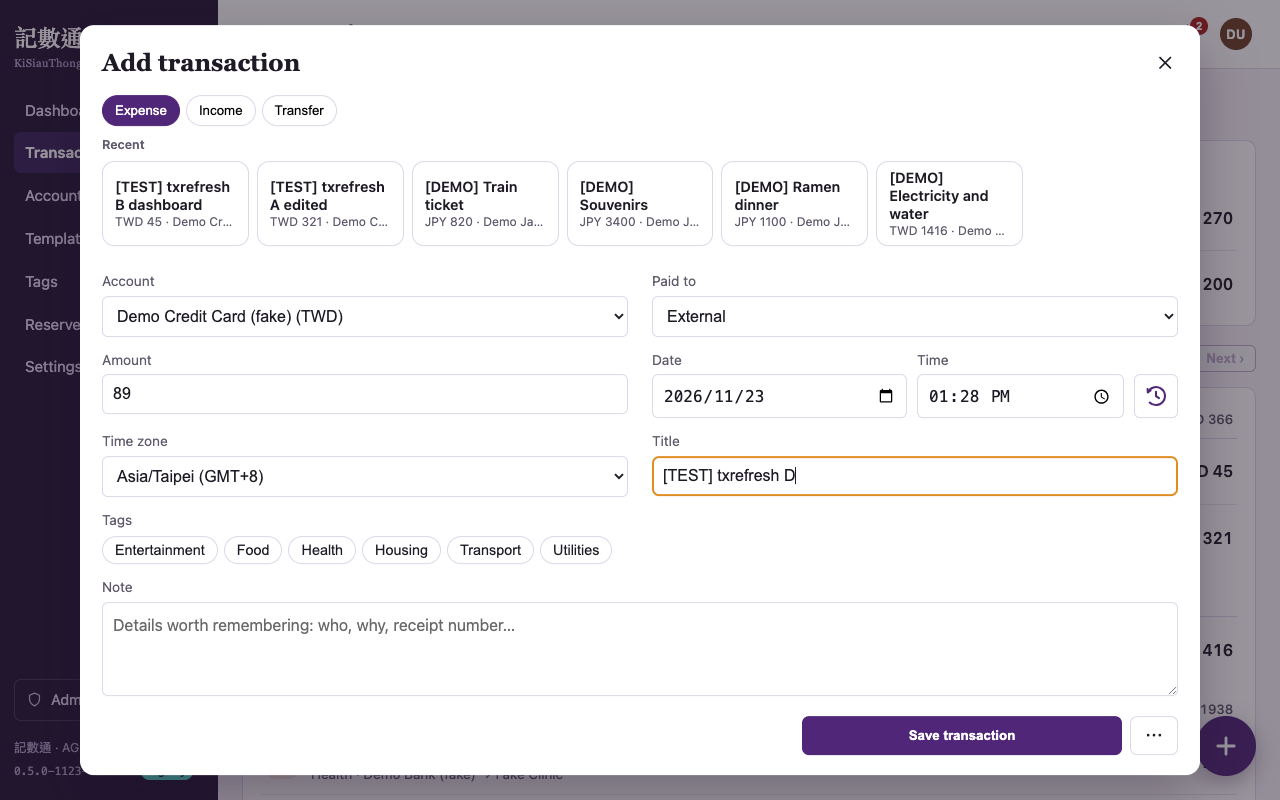 記數通
KiSiauThong
2
DU
Add transaction
Expense
Income
Transfer
Recent
[TEST] txrefresh
B dashboard
TWD 45 · Demo Cr...
[TEST] txrefresh
A edited
TWD 321 · Demo C...
[DEMO] Train
ticket
JPY 820 · Demo Ja...
[DEMO]
Souvenirs
JPY 3400 · Demo J...
[DEMO] Ramen
dinner
JPY 1100 · Demo J...
[DEMO]
Electricity and
water
TWD 1416 · Demo ...
Tags
Reserve
Settings
270
200
Next ›
366
45
321
416
1938
Account
Demo Credit Card (fake) (TWD)
Paid to
External
Amount
89
Date
2026/11/23
Time
01:28 PM
Time zone
Asia/Taipei (GMT+8)
Title
[TEST] txrefresh D
Tags
Entertainment
Food
Health
Housing
Transport
Utilities
Note
Details worth remembering: who, why, receipt number...
Save transaction
...
記數通 · AG
0.5.0-1123
Health · Demo Bank (fake) → Fake Clinic